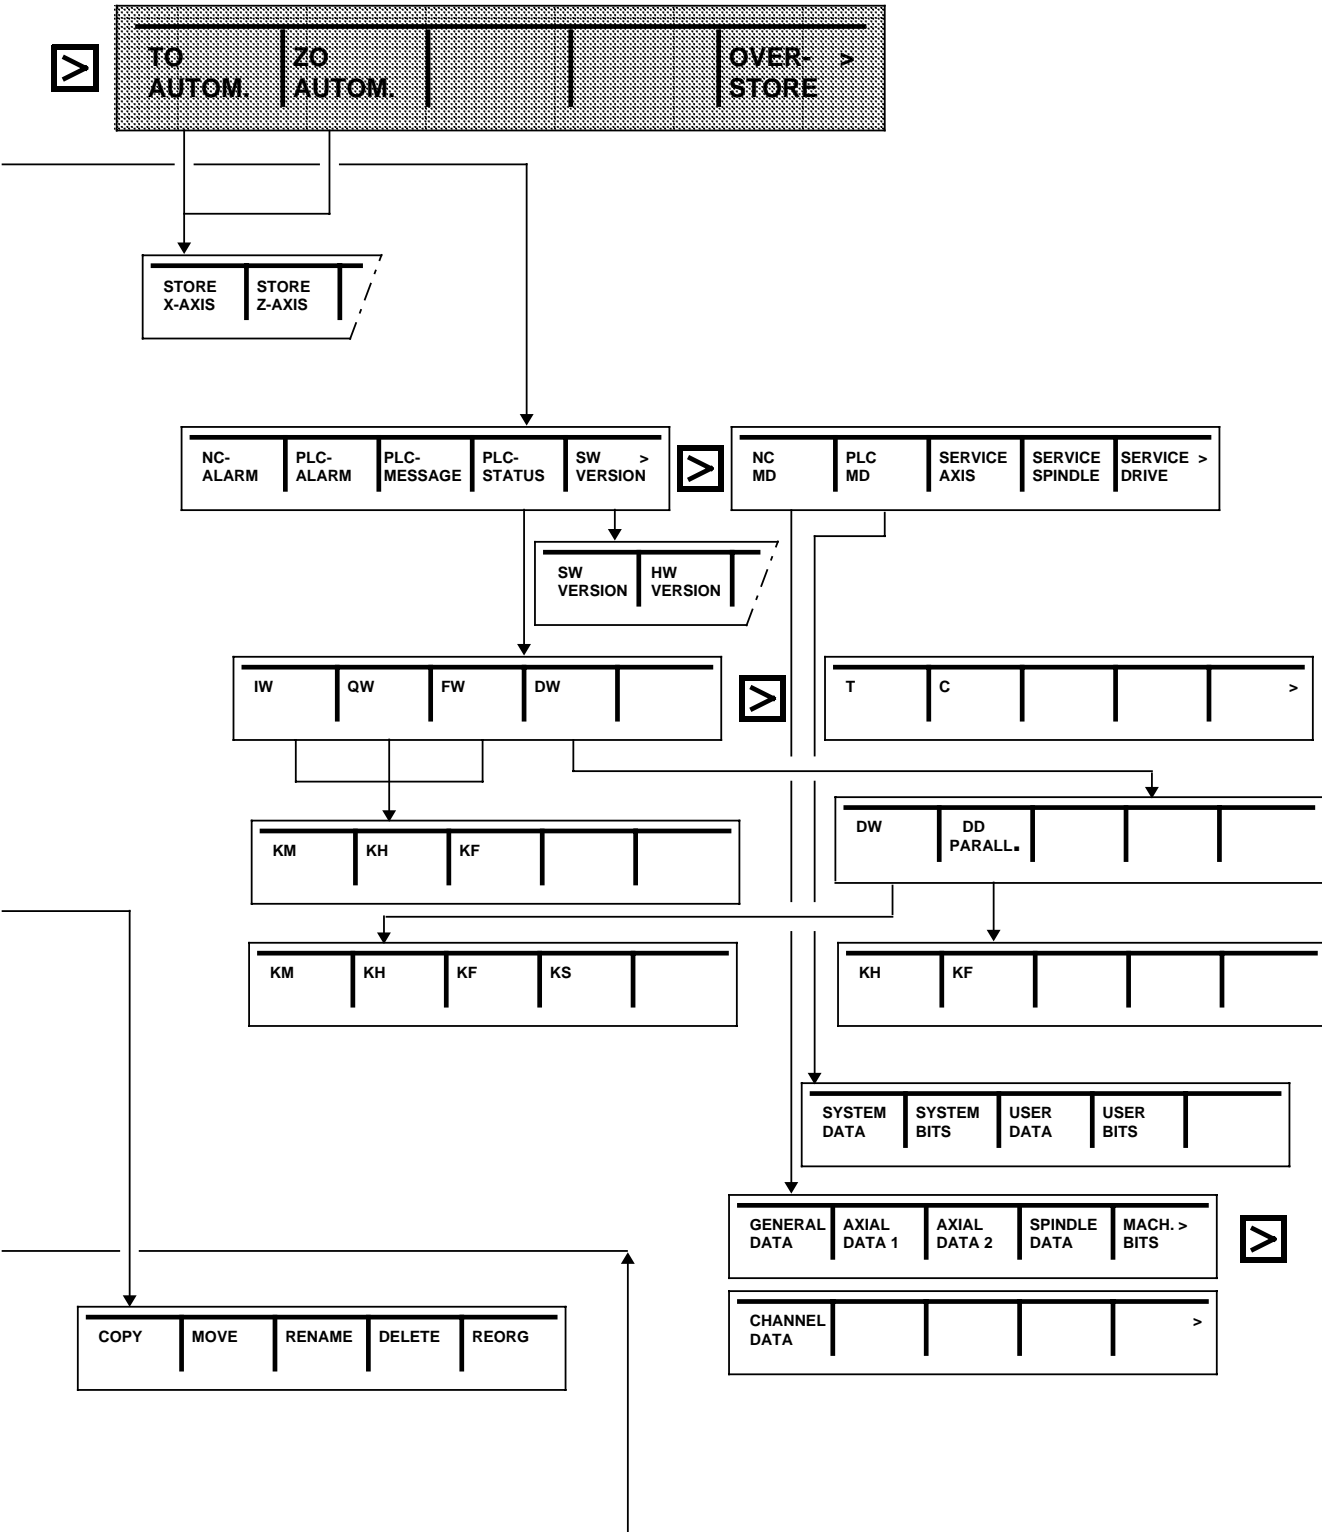 > TO ZO OVER- >
AUTOM. AUTOM. STORE
STORE STORE
X-AXIS Z-AXIS
NC- PLC- PLC- PLC- SW >
ALARM ALARM MESSAGE STATUS VERSION
>
NC PLC SERVICE SERVICE SERVICE >
MD MD AXIS SPINDLE DRIVE
SW HW
VERSION VERSION
IW QW FW DW
>
T C >
KM KH KF
DW DD
PARALL.
KM KH KF KS
KH KF
SYSTEM SYSTEM USER USER
DATA BITS DATA BITS
GENERAL AXIAL AXIAL SPINDLE MACH. >
DATA DATA 1 DATA 2 DATA BITS
>
CHANNEL >
DATA
COPY MOVE RENAME DELETE REORG